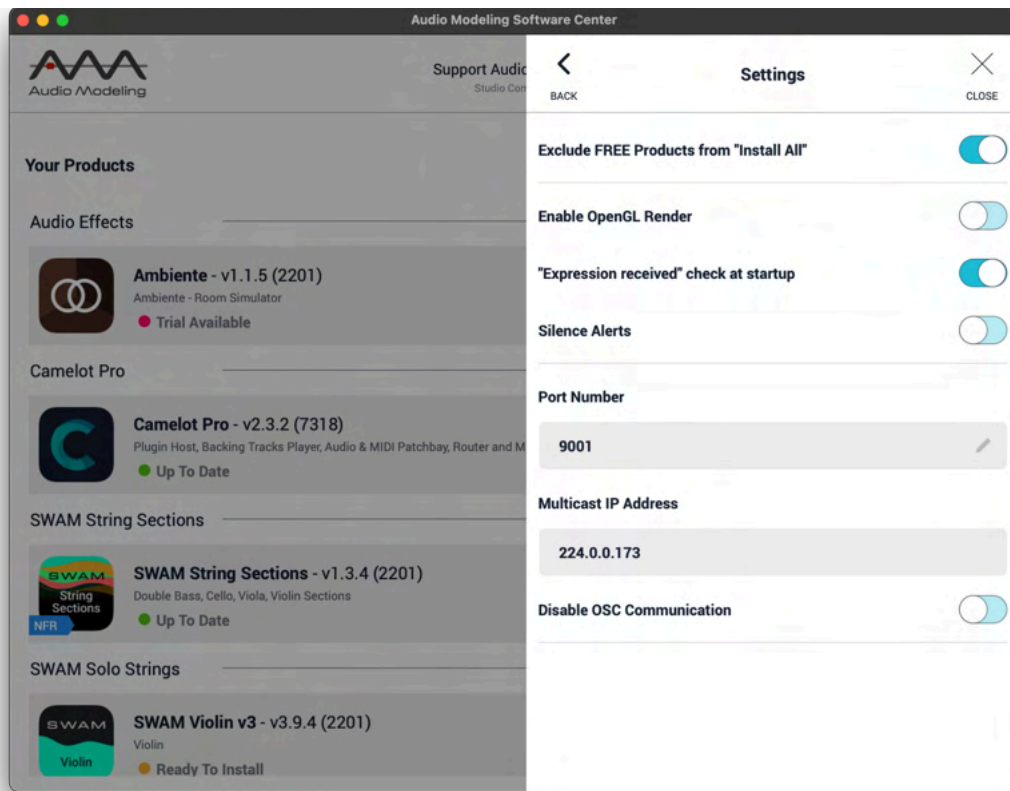 Audio Modeling Software Center
Audio Modeling
Support Audio
Studio Con
BACK
Settings
CLOSE
Your Products
Audio Effects
Ambiente - v1.1.5 (2201)
Ambiente - Room Simulator
Trial Available
Camelot Pro
Camelot Pro - v2.3.2 (7318)
Plugin Host, Backing Tracks Player, Audio & MIDI Patchbay, Router and M
Up To Date
SWAM String Sections
SWAM
String
Sections
NFR
SWAM String Sections - v1.3.4 (2201)
Double Bass, Cello, Viola, Violin Sections
Up To Date
SWAM Solo Strings
SWAM
Violin
SWAM Violin v3 - v3.9.4 (2201)
Violin
Ready To Install
Exclude FREE Products from "Install All"
Enable OpenGL Render
"Expression received" check at startup
Silence Alerts
Port Number
9001
Multicast IP Address
224.0.0.173
Disable OSC Communication